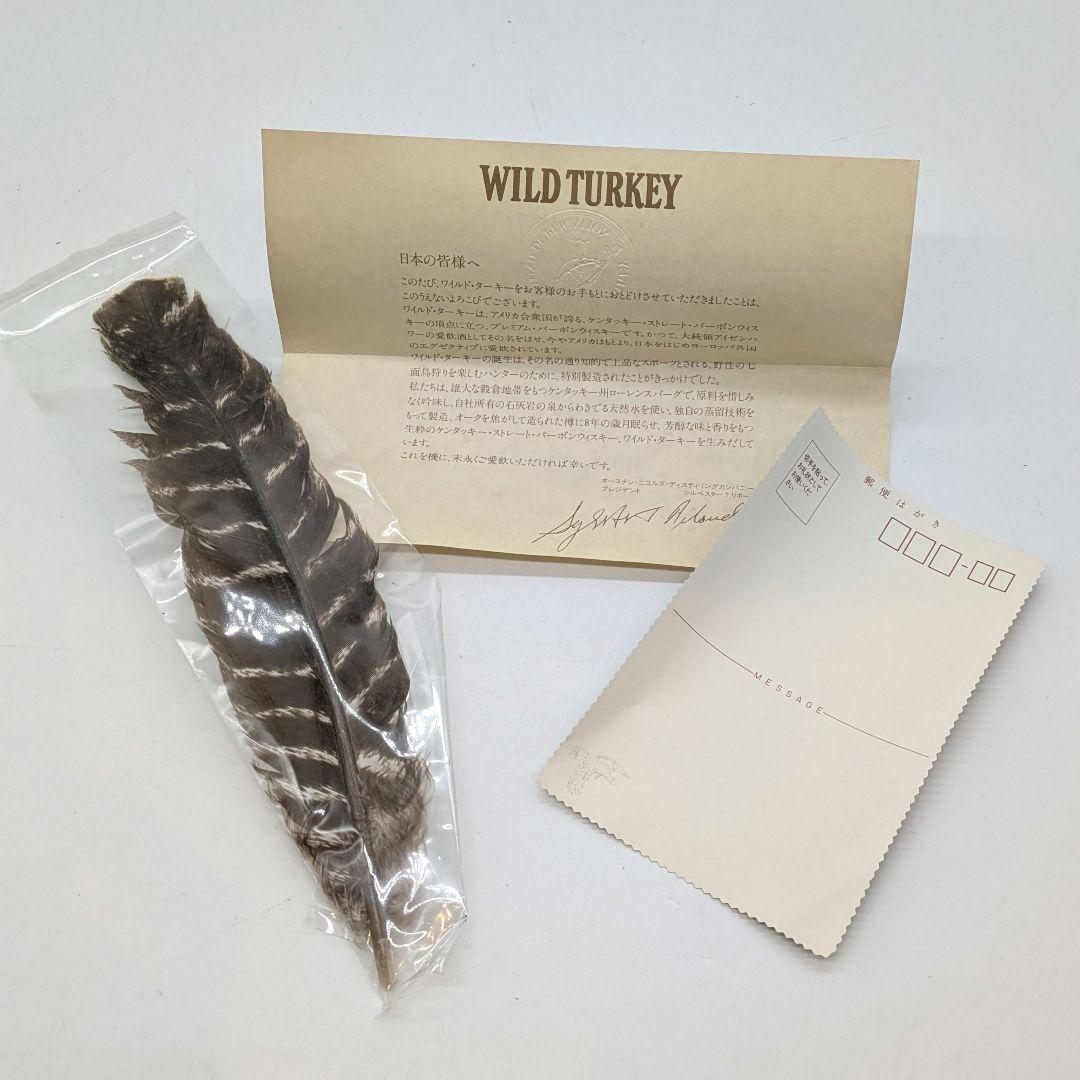 WILD TURKEY
日本の皆様へ
このたび、ワイルド・ターキーをお客様のお手もとにおとどけさせていただきましたことは、
このうえないよろこびでございます。
ワイルド・ターキーは、アメリカ合衆国が誇る、ケンタッキー・ストレート・バーボンウィス
キーの頂点に立つ、プレミアム・バーボンウィスキーです。かつて、大統領アイゼンハ
ワーの愛飲酒としてその名をはせ、今やアメリカはもとより、日本をはじめヨーロッパ各国
のエグゼクティブに愛飲されています。
ワイルド・ターキーの誕生は、その名の通り知的で上品なスポーツとされる、野性の七
面鳥狩りを楽しむハンターのために、特別製造されたことがきっかけでした。
私たちは、雄大な穀倉地帯をもつケンタッキー州ローレンスバーグで、原料を惜しみ
なく吟味し、自社所有の石灰岩の泉からわきでる天然水を使い、独自の蒸留技術を
もって製造、オークを焦がして造られた樽に8年の歳月眠らせ、芳醇な味と香りをもつ
生粋のケンタッキー・ストレート・バーボンウィスキー、ワイルド・ターキーを生みだして
います。
これを機に、末永くご愛飲いただければ幸いです。
オースチン・ニコルズ・ディスティリングカンパニー
プレジデント シルベスター・T・リポー
切手を貼って
お礼状として
お使いくだ
さい
郵便はがき
MESSAGE